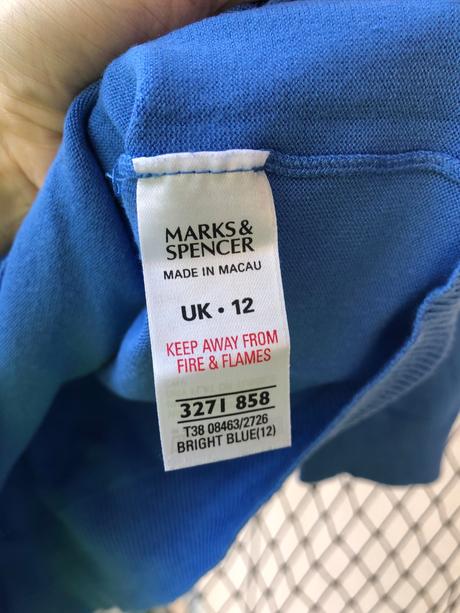 MARKS &
SPENCER
MADE IN MACAU
UK • 12
KEEP AWAY FROM
FIRE & FLAMES
3271 858
T38 08463/2726
BRIGHT BLUE(12)